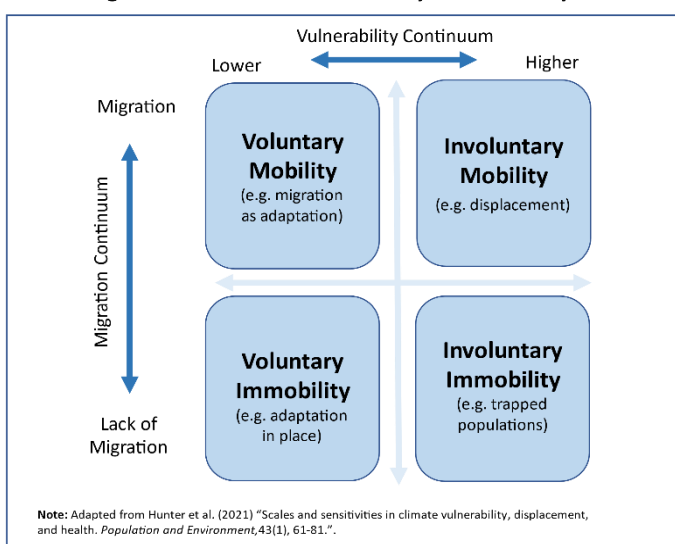 Vulnerability Continuum
Lower
Higher
Migration
Migration Continuum
Lack of
Migration
Voluntary
Mobility
(e.g. migration
as adaptation)
Involuntary
Mobility
(e.g. displacement)
Voluntary
Immobility
(e.g. adaptation
in place)
Involuntary
Immobility
(e.g. trapped
populations)
Note: Adapted from Hunter et al. (2021) “Scales and sensitivities in climate vulnerability, displacement,
and health. Population and Environment,43(1), 61-81.”.